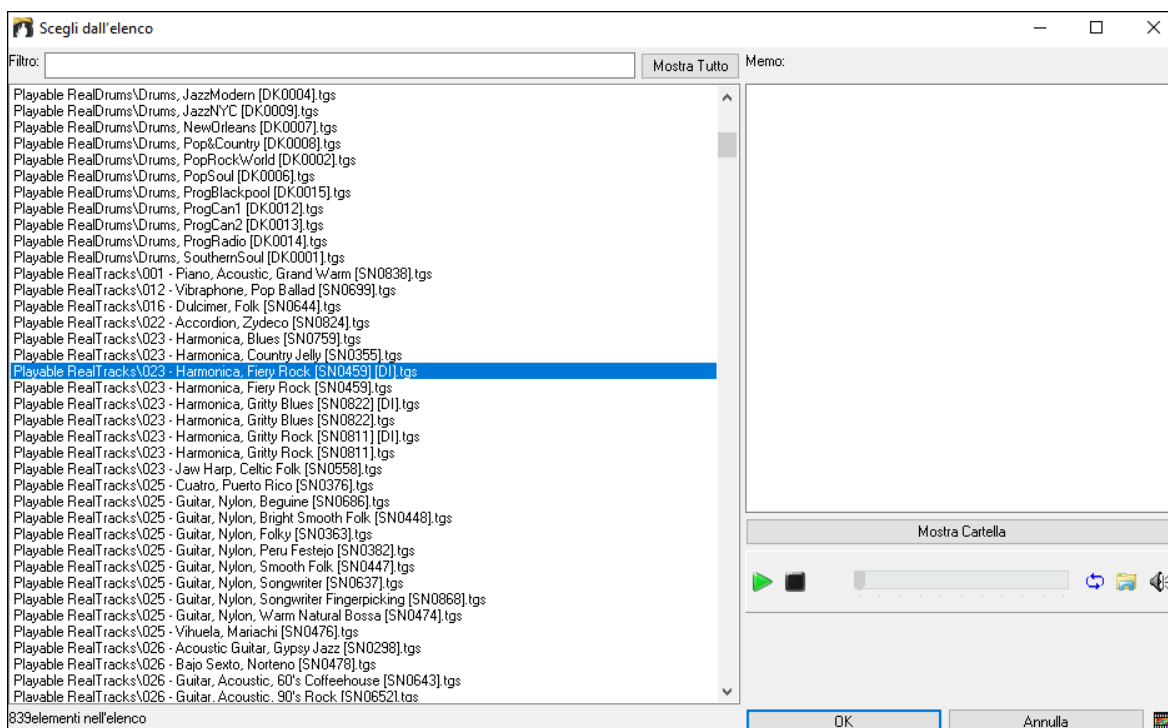 Scegli dall'elenco
Filtro:
Mostra Tutto
Memo:
Playable RealDrums\Drums, JazzModern [DK0004].tgs
Playable RealDrums\Drums, JazzNYC [DK0009].tgs
Playable RealDrums\Drums, NewOrleans [DK0007].tgs
Playable RealDrums\Drums, Pop&Country [DK0008].tgs
Playable RealDrums\Drums, PopRockWorld [DK0002].tgs
Playable RealDrums\Drums, PopSoul [DK0006].tgs
Playable RealDrums\Drums, ProgBlackpool [DK0015].tgs
Playable RealDrums\Drums, ProgCan1 [DK0012].tgs
Playable RealDrums\Drums, ProgCan2 [DK0013].tgs
Playable RealDrums\Drums, ProgRadio [DK0014].tgs
Playable RealDrums\Drums, SouthernSoul [DK0001].tgs
Playable RealTracks\001 - Piano, Acoustic, Grand Warm [SN0838].tgs
Playable RealTracks\012 - Vibraphone, Pop Ballad [SN0699].tgs
Playable RealTracks\016 - Dulcimer, Folk [SN0644].tgs
Playable RealTracks\022 - Accordion, Zydeco [SN0824].tgs
Playable RealTracks\023 - Harmonica, Blues [SN0759].tgs
Playable RealTracks\023 - Harmonica, Country Jelly [SN0355].tgs
Playable RealTracks\023 - Harmonica, Fiery Rock [SN0459] [DI].tgs
Playable RealTracks\023 - Harmonica, Fiery Rock [SN0459].tgs
Playable RealTracks\023 - Harmonica, Gritty Blues [SN0822] [DI].tgs
Playable RealTracks\023 - Harmonica, Gritty Blues [SN0822].tgs
Playable RealTracks\023 - Harmonica, Gritty Rock [SN0811] [DI].tgs
Playable RealTracks\023 - Harmonica, Gritty Rock [SN0811].tgs
Playable RealTracks\023 - Jaw Harp, Celtic Folk [SN0558].tgs
Playable RealTracks\025 - Cuatro, Puerto Rico [SN0376].tgs
Playable RealTracks\025 - Guitar, Nylon, Beguine [SN0686].tgs
Playable RealTracks\025 - Guitar, Nylon, Bright Smooth Folk [SN0448].tgs
Playable RealTracks\025 - Guitar, Nylon, Folky [SN0363].tgs
Playable RealTracks\025 - Guitar, Nylon, Peru Festejo [SN0382].tgs
Playable RealTracks\025 - Guitar, Nylon, Smooth Folk [SN0447].tgs
Playable RealTracks\025 - Guitar, Nylon, Songwriter [SN0637].tgs
Playable RealTracks\025 - Guitar, Nylon, Songwriter Fingerpicking [SN0868].tgs
Playable RealTracks\025 - Guitar, Nylon, Warm Natural Bossa [SN0474].tgs
Playable RealTracks\025 - Vihuela, Mariachi [SN0476].tgs
Playable RealTracks\026 - Acoustic Guitar, Gypsy Jazz [SN0298].tgs
Playable RealTracks\026 - Bajo Sexto, Norteno [SN0478].tgs
Playable RealTracks\026 - Guitar, Acoustic, 60's Coffeehouse [SN0643].tgs
Playable RealTracks\026 - Guitar, Acoustic, 90's Rock [SN0652].tgs
Mostra Cartella
839elementi nell'elenco
OK
Annulla